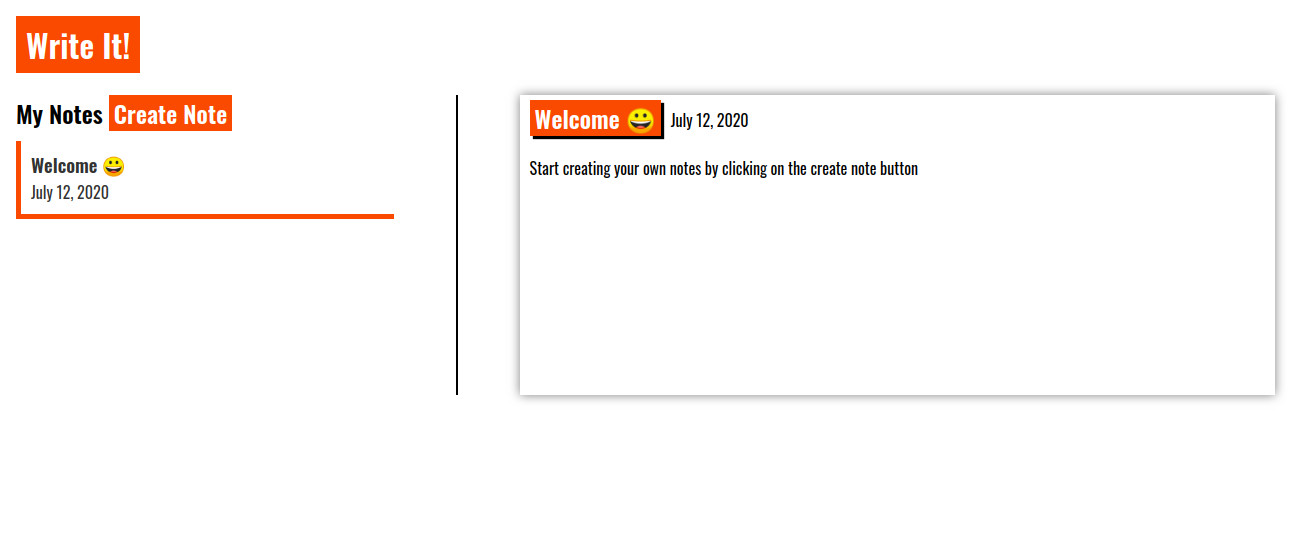 Write It!
My Notes Create Note
Welcome 😀
July 12, 2020
Welcome 😀 July 12, 2020
Start creating your own notes by clicking on the create note button